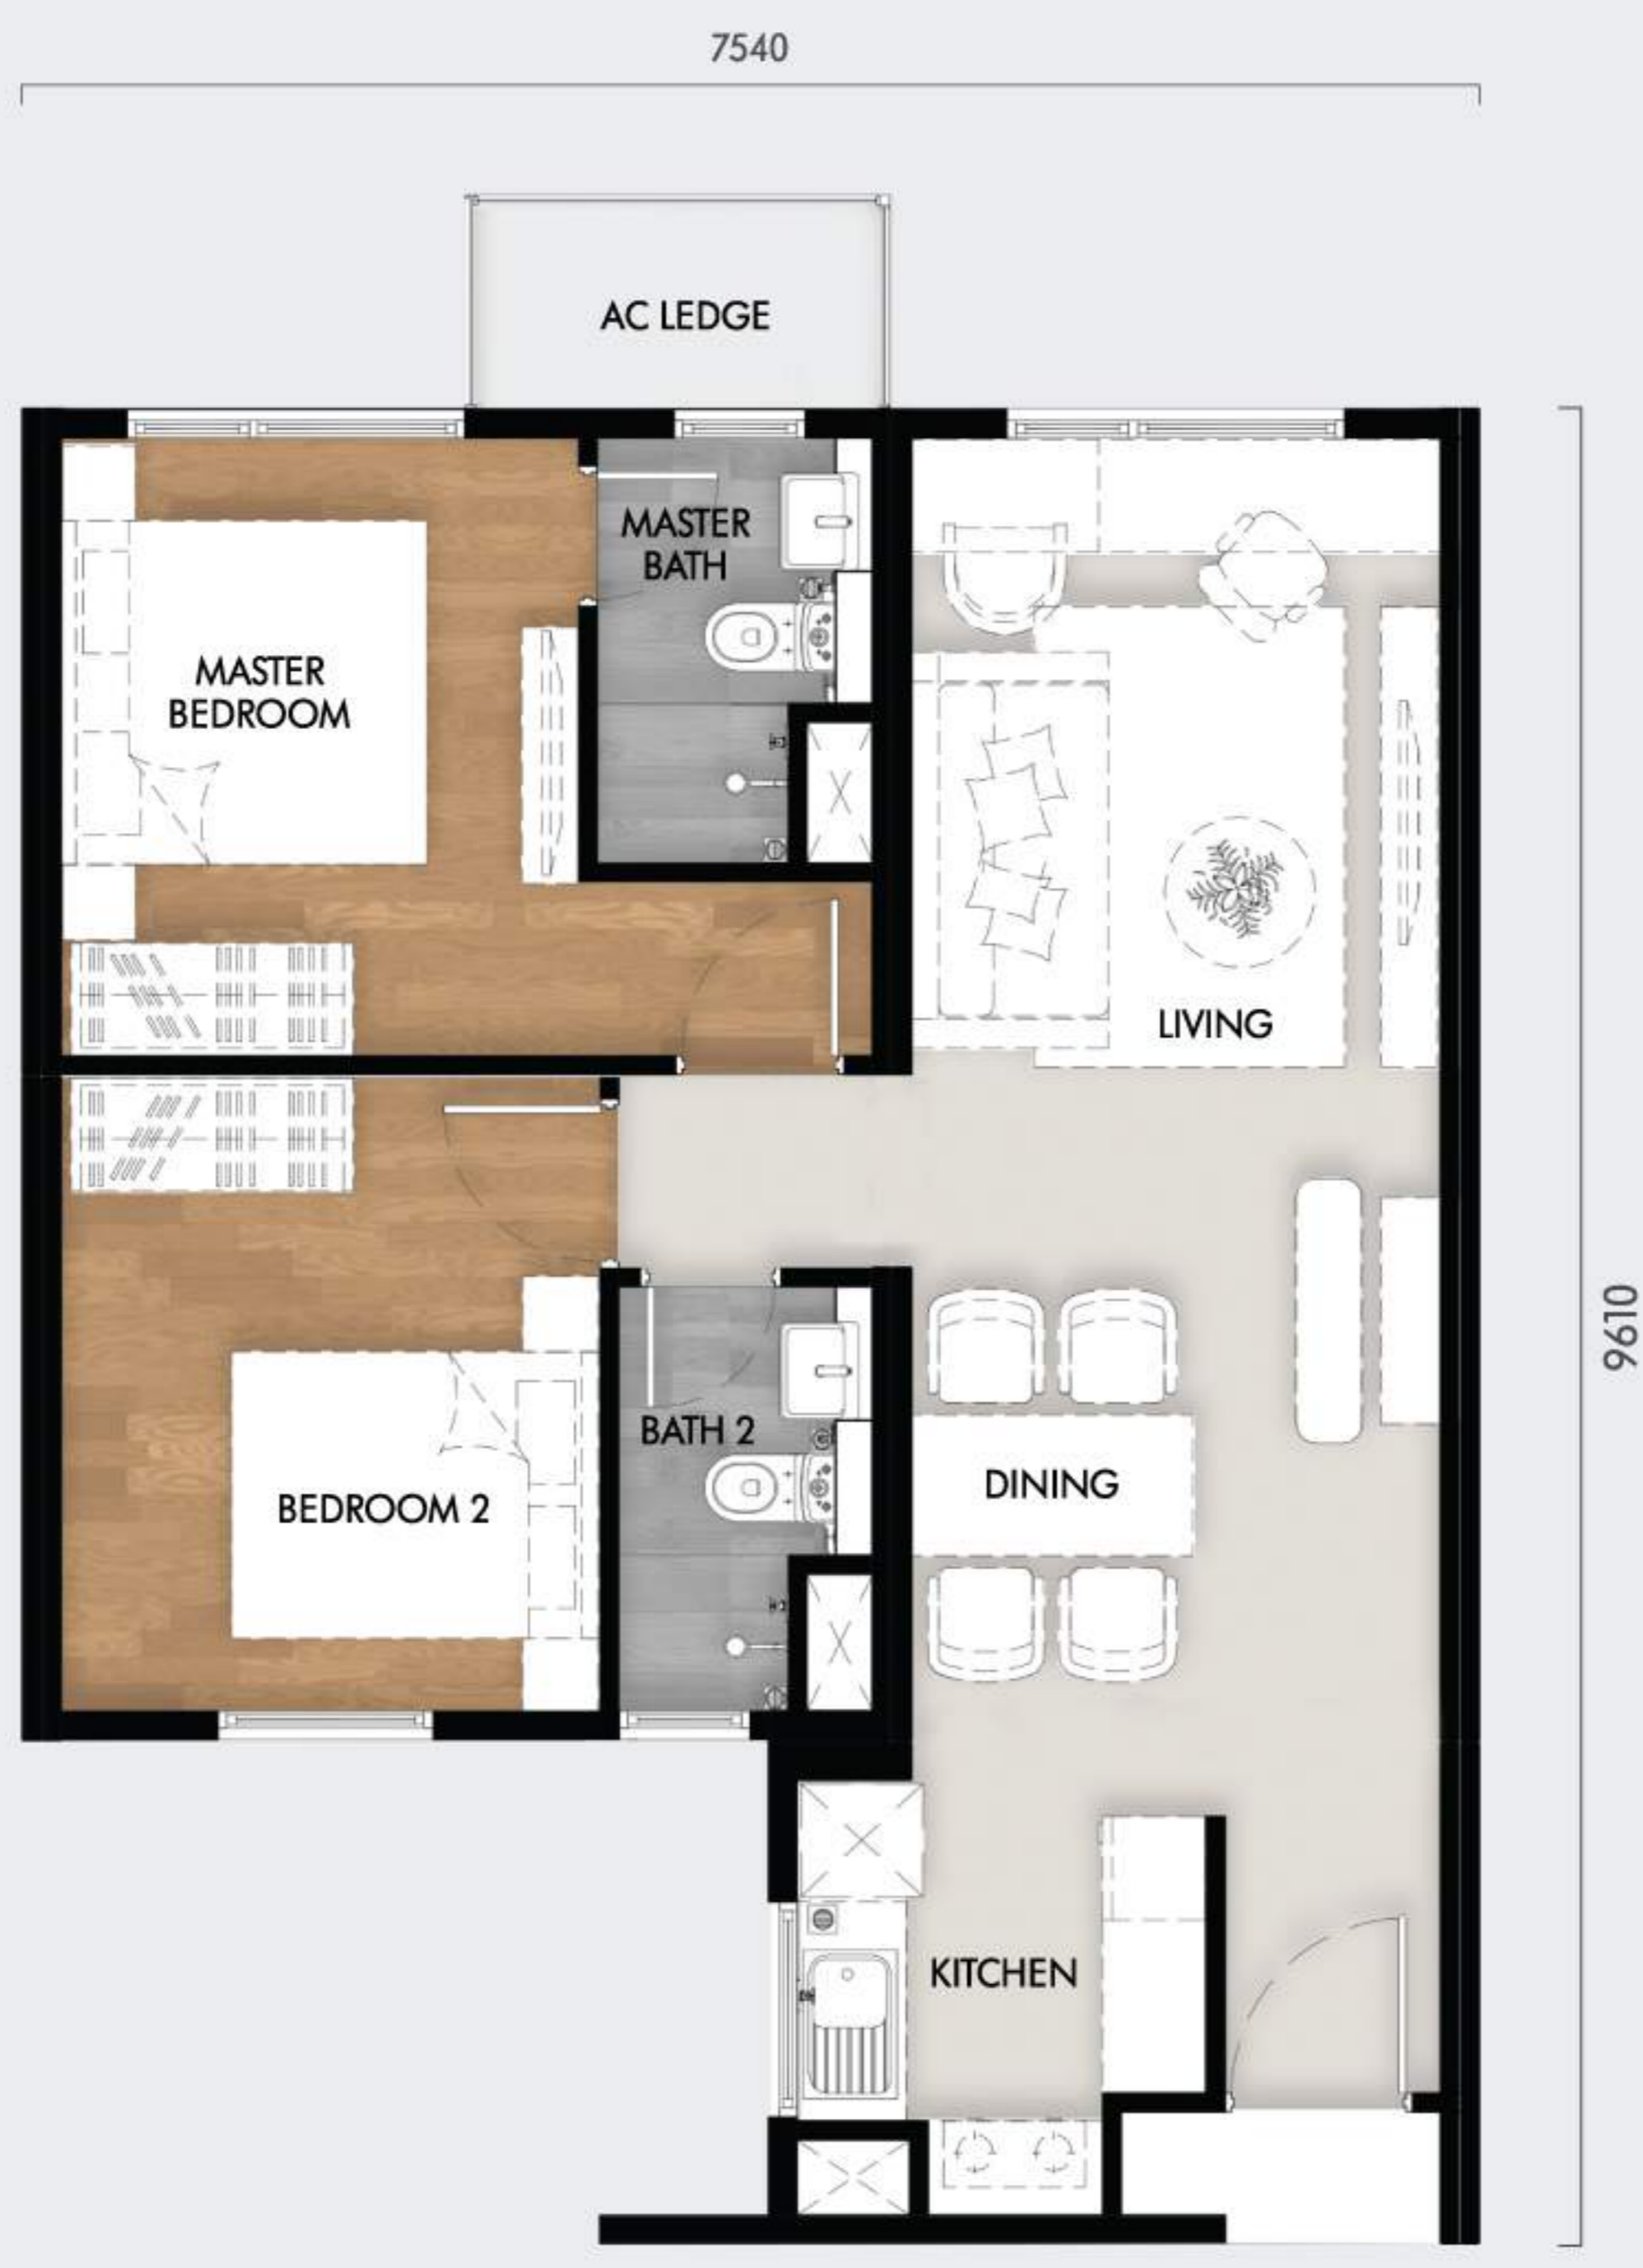 7540
AC LEDGE
MASTER
BATH
MASTER
BEDROOM
LIVING
9610
BATH 2
DINING
BEDROOM 2
KITCHEN